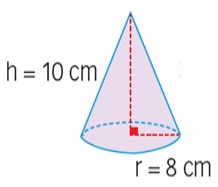 h = 10 cm
r = 8 cm